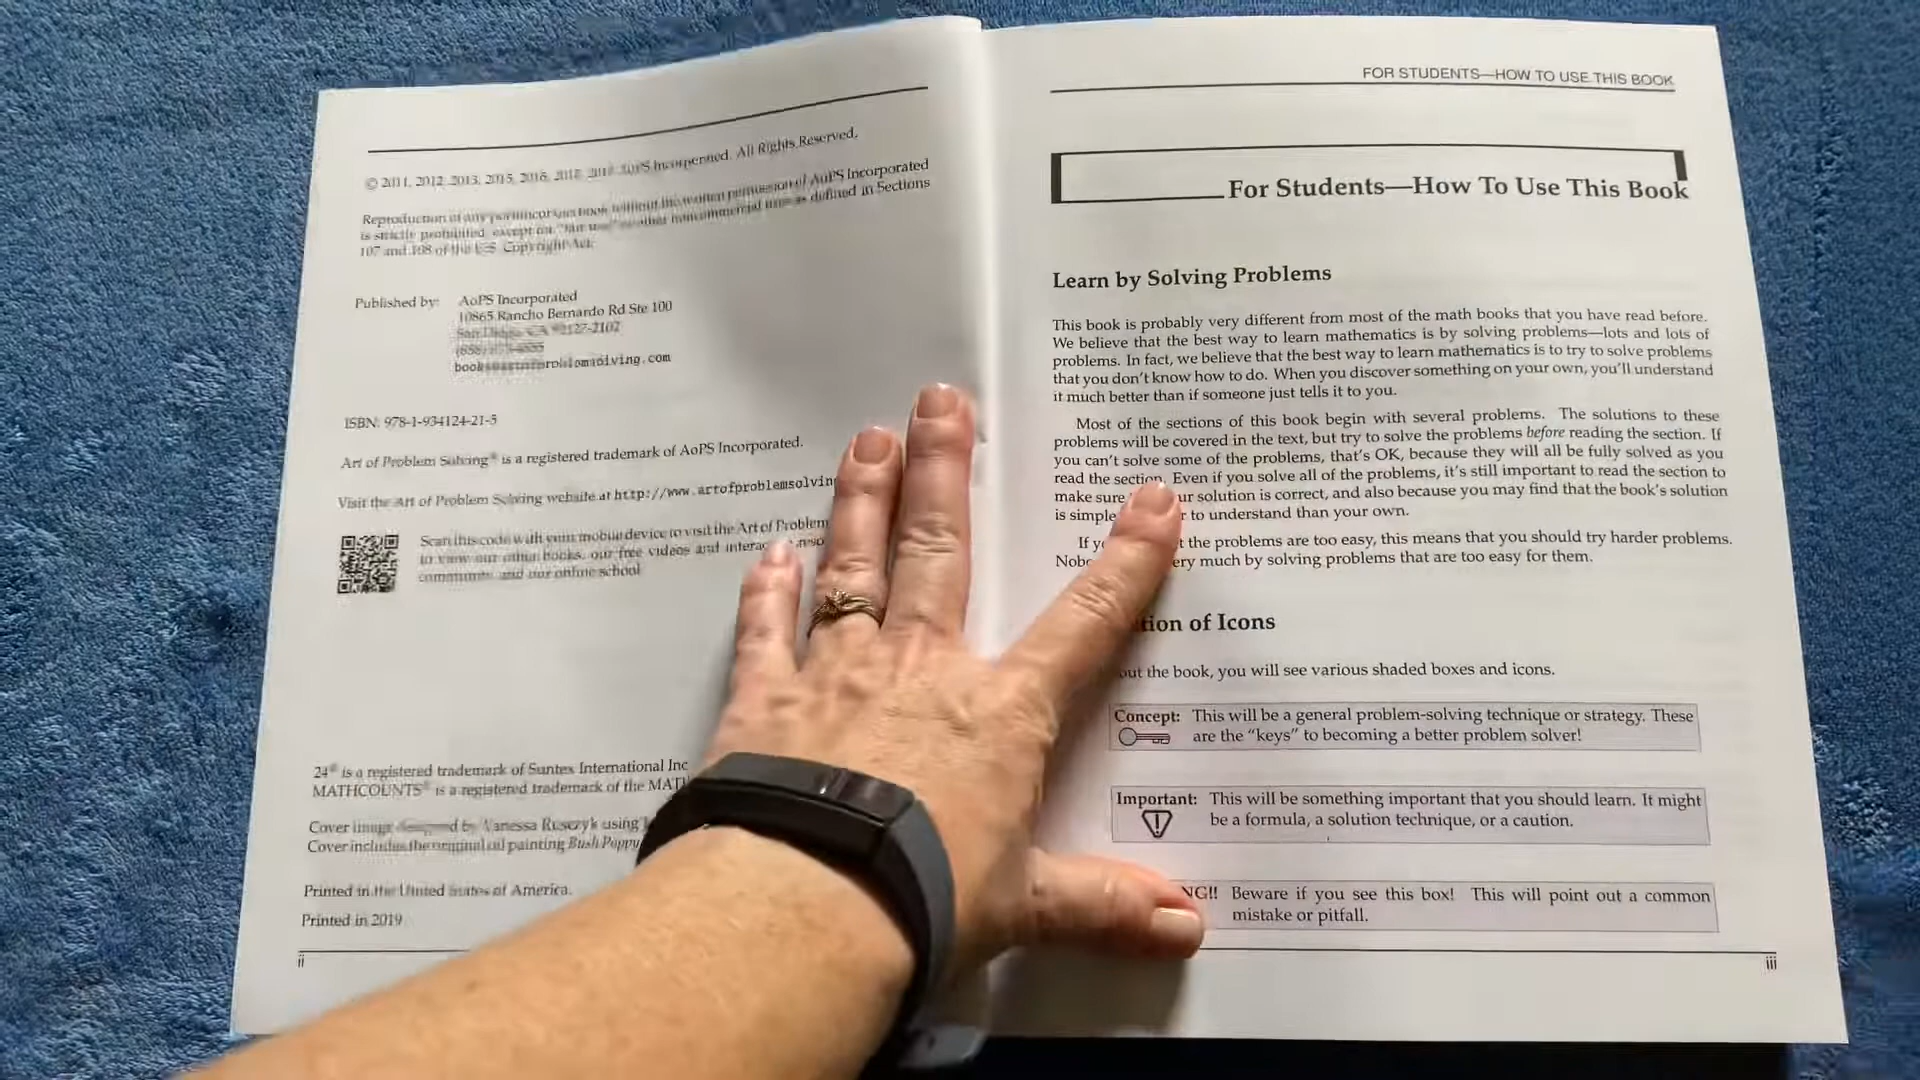 © 2011, 2012, 2013, 2015, 2016, AoPS Incorporated. All Rights Reserved.
Reproduction of any portion of this book without the written permission of AoPS Incorporated
is strictly prohibited, except for "fair use" or other noncommercial uses as defined in Sections
107 and 108 of the U.S. Copyright Act.
Published by: AoPS Incorporated
10865 Rancho Bernardo Rd Ste 100
San Diego, CA 92127-2102
ISBN: 978-1-934124-21-5
Art of Problem Solving® is a registered trademark of AoPS Incorporated.
Visit the Art of Problem Solving website at http://www.artofproblemsolvin
Scan this code with your mobile device to visit the Art of Problem
to view our other books, our free videos and
community, and our online school.
24® is a registered trademark of Suntex International Inc
MATHCOUNTS® is a registered trademark of the MAT
Cover image designed by Vanessa Rusczyk using
Cover includes the original oil painting Bush Poppy
Printed in the United States of America.
Printed in 2019
ii
FOR STUDENTS—HOW TO USE THIS BOOK
For Students—How To Use This Book
Learn by Solving Problems
This book is probably very different from most of the math books that you have read before.
We believe that the best way to learn mathematics is by solving problems—lots and lots of
problems. In fact, we believe that the best way to learn mathematics is to try to solve problems
that you don't know how to do. When you discover something on your own, you'll understand
it much better than if someone just tells it to you.
Most of the sections of this book begin with several problems. The solutions to these
problems will be covered in the text, but try to solve the problems before reading the section. If
you can't solve some of the problems, that's OK, because they will all be fully solved as you
read the section. Even if you solve all of the problems, it's still important to read the section to
make sure ur solution is correct, and also because you may find that the book's solution
is simple r to understand than your own.
If y t the problems are too easy, this means that you should try harder problems.
Nobo ery much by solving problems that are too easy for them.
tion of Icons
out the book, you will see various shaded boxes and icons.
Concept: This will be a general problem-solving technique or strategy. These
are the "keys" to becoming a better problem solver!
Important: This will be something important that you should learn. It might
be a formula, a solution technique, or a caution.
NG!! Beware if you see this box! This will point out a common
mistake or pitfall.
iii